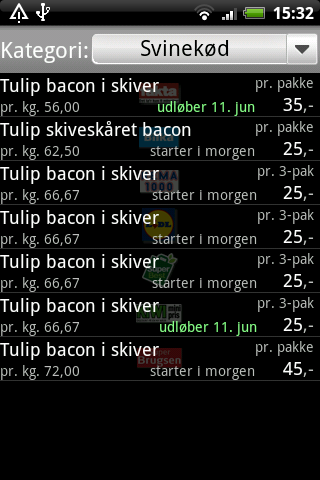 15:32
Kategori: Svinekød
Tulip bacon i skiver pr. pakke
pr. kg. 56,00 udløber 11. jun 35,-
Tulip skiveskåret bacon pr. pakke
pr. kg. 62,50 starter i morgen 25,-
Tulip bacon i skiver pr. 3-pak
pr. kg. 66,67 starter i morgen 25,-
Tulip bacon i skiver pr. 3-pak
pr. kg. 66,67 starter i morgen 25,-
Tulip bacon i skiver pr. 3-pak
pr. kg. 66,67 starter i morgen 25,-
Tulip bacon i skiver pr. 3-pak
pr. kg. 66,67 udløber 11. jun 25,-
Tulip bacon i skiver pr. pakke
pr. kg. 72,00 Brugsen starter i morgen 45,-